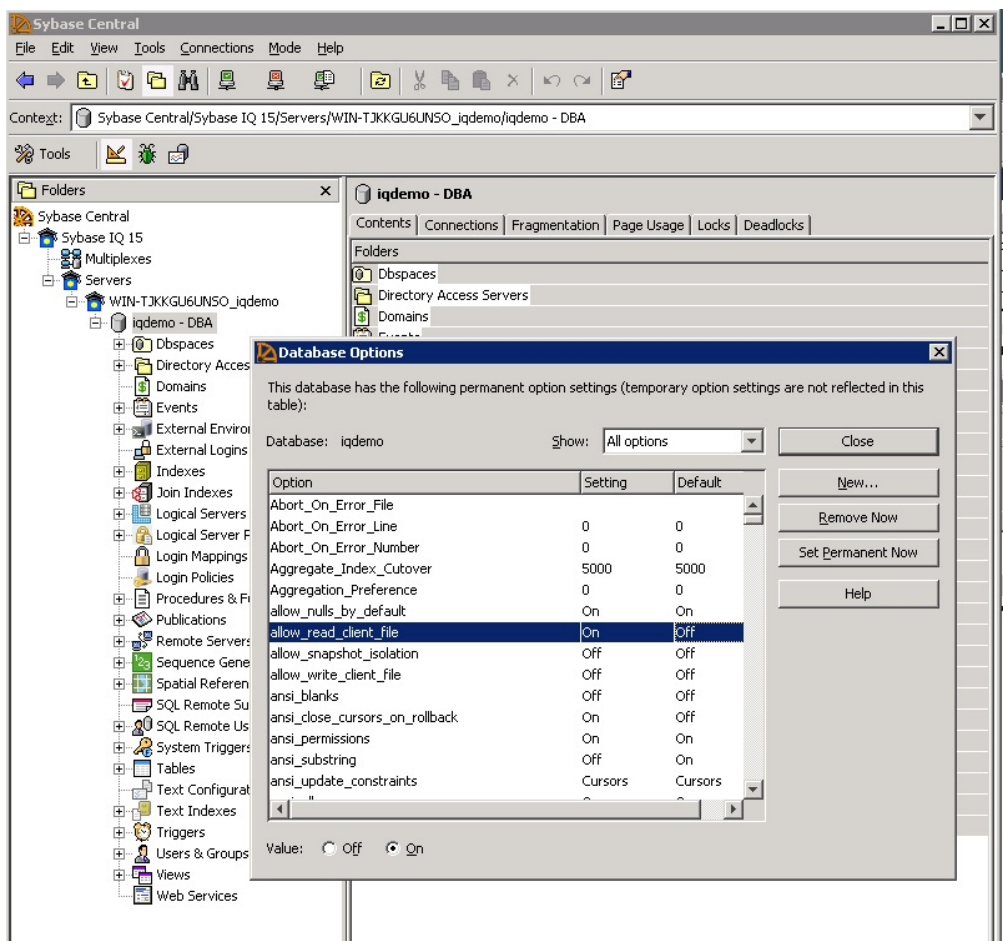 Sybase Central
File Edit View Tools Connections Mode Help
Context: Sybase Central/Sybase IQ 15/Servers/WIN-TJKKGU6UNSO_iqdemo/iqdemo - DBA
Tools
Folders
Sybase Central
Sybase IQ 15
Multiplexes
Servers
WIN-TJKKGU6UNSO_iqdemo
iqdemo - DBA
Dbspaces
Directory Acces
Domains
Events
External Enviro
External Logins
Indexes
Join Indexes
Logical Servers
Logical Server P
Login Mappings
Login Policies
Procedures & Fu
Publications
Remote Servers
Sequence Gene
Spatial Referen
SQL Remote Su
SQL Remote Us
System Triggers
Tables
Text Configurat
Text Indexes
Triggers
Users & Groups
Views
Web Services
iqdemo - DBA
Contents Connections Fragmentation Page Usage Locks Deadlocks
Folders
Dbspaces
Directory Access Servers
Domains
Database Options
This database has the following permanent option settings (temporary option settings are not reflected in this
table):
Database: iqdemo Show: All options Close
Option Setting Default New...
Abort_On_Error_File
Abort_On_Error_Line 0 0 Remove Now
Abort_On_Error_Number 0 0 Set Permanent Now
Aggregate_Index_Cutover 5000 5000
Aggregation_Preference 0 0 Help
allow_nulls_by_default On On
allow_read_client_file On Off
allow_snapshot_isolation Off Off
allow_write_client_file Off Off
ansi_blanks Off Off
ansi_close_cursors_on_rollback On Off
ansi_permissions On On
ansi_substring Off On
ansi_update_constraints Cursors Cursors
Value: Off On